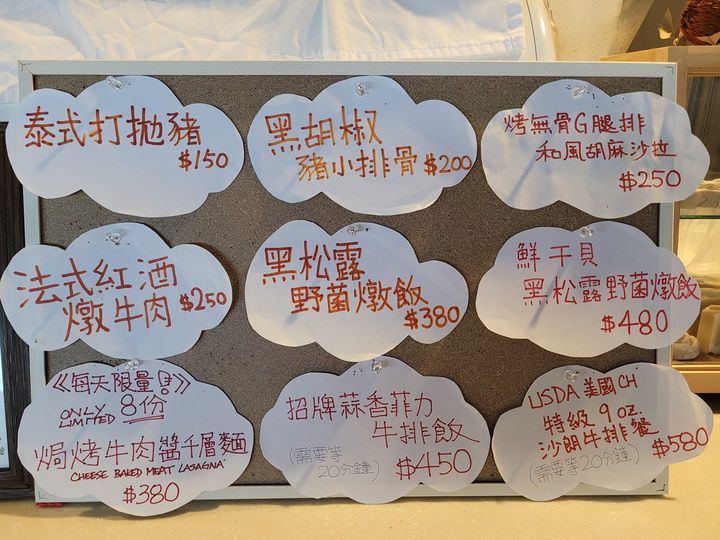 泰式打拋豬
$150
黑胡椒
豬小排骨 $200
烤無骨G腿排
和風胡麻沙拉
$250
法式紅酒
燉牛肉 $250
黑松露
野菌燉飯
$380
鮮干貝
黑松露野菌燉飯
$480
《每天限量!》
ONLY LIMITED 8份
焗烤牛肉醬千層麵
CHEESE BAKED MEAT LASAGNA
$380
招牌蒜香菲力
牛排飯
(需要等
20分鐘) $450
USDA 美國CH
特級 9 oz.
沙朗牛排餐
(需要等20分鐘) $580